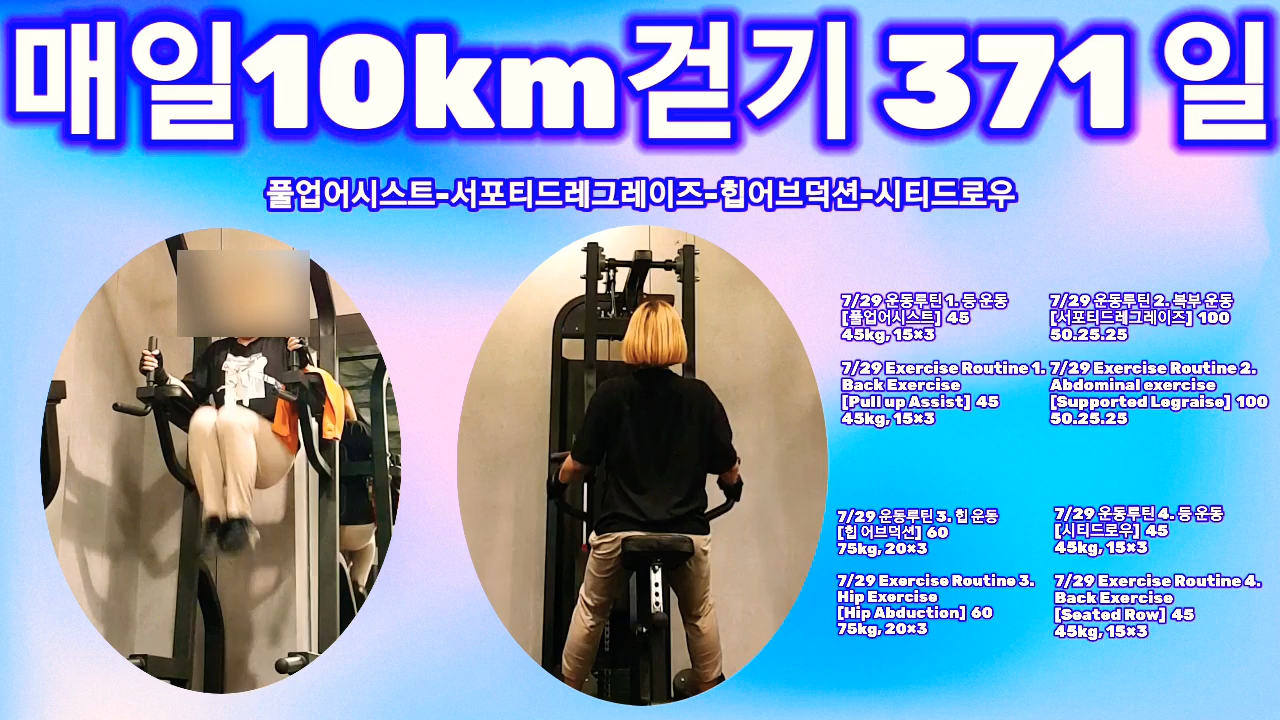 매일10km걷기 371 일
풀업어시스트-서포티드레그레이즈-힙어브덕션-시티드로우
7/29 운동루틴 1. 등 운동
[풀업어시스트] 45
45kg, 15×3
7/29 Exercise Routine 1.
Back Exercise
[Pull up Assist] 45
45kg, 15×3
7/29 운동루틴 2. 복부 운동
[서포티드레그레이즈] 100
50.25.25
7/29 Exercise Routine 2.
Abdominal exercise
[Supported Legraise] 100
50.25.25
7/29 운동루틴 3. 힙 운동
[힙 어브덕션] 60
75kg, 20×3
7/29 Exercise Routine 3.
Hip Exercise
[Hip Abduction] 60
75kg, 20×3
7/29 운동루틴 4. 등 운동
[시티드로우] 45
45kg, 15×3
7/29 Exercise Routine 4.
Back Exercise
[Seated Row] 45
45kg, 15×3